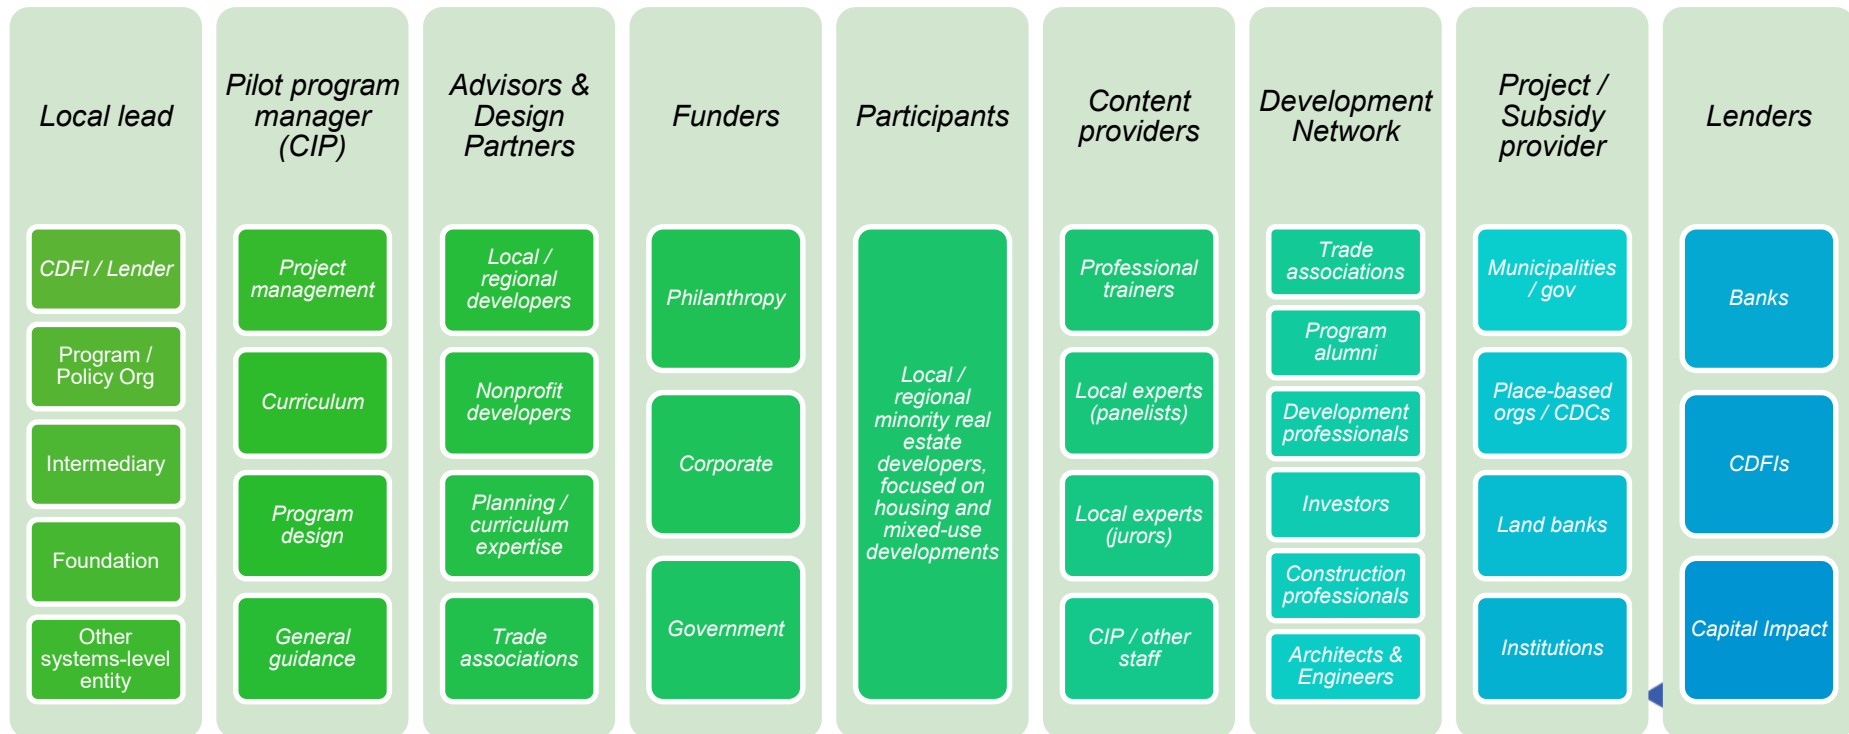 Local lead
CDFI / Lender
Program /
Policy Org
Intermediary
Foundation
Other
systems-level
entity
Pilot program
manager
(CIP)
Project
management
Curriculum
Program
design
General
guidance
Advisors &
Design
Partners
Local /
regional
developers
Nonprofit
developers
Planning /
curriculum
expertise
Trade
associations
Funders
Philanthropy
Corporate
Government
Participants
Local /
regional
minority real
estate
developers,
focused on
housing and
mixed-use
developments
Content
providers
Professional
trainers
Local experts
(panelists)
Local experts
(jurors)
CIP / other
staff
Development
Network
Trade
associations
Program
alumni
Development
professionals
Investors
Construction
professionals
Architects &
Engineers
Project /
Subsidy
provider
Municipalities
/ gov
Place-based
orgs / CDCs
Land banks
Institutions
Lenders
Banks
CDFIs
Capital Impact